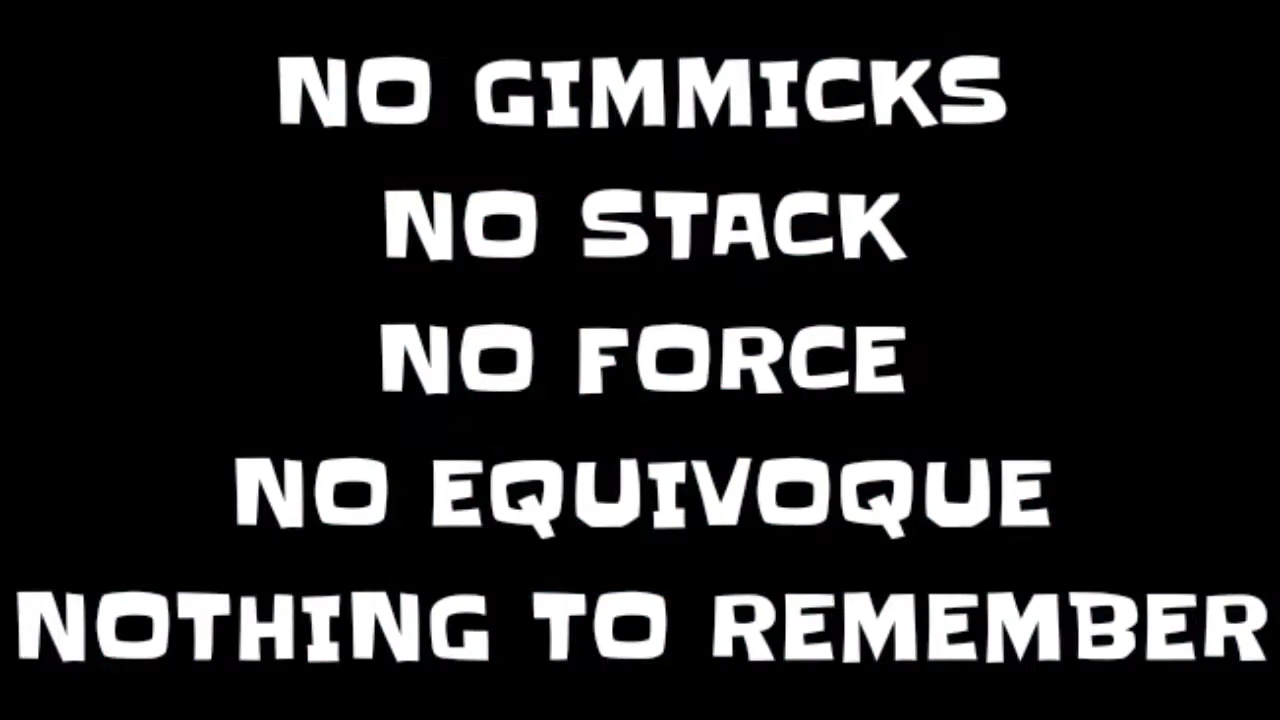 NO GIMMICKS
NO STACK
NO FORCE
NO EQUIVOQUE
NOTHING TO REMEMBER